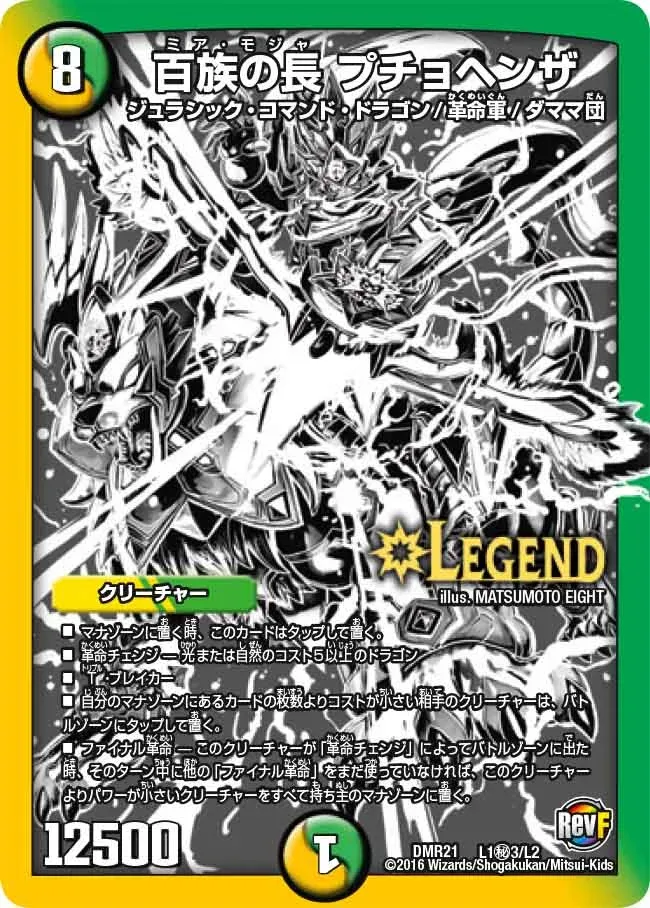 8
百族の長 プチョヘンザ
ミア・モジャ
ジュラシック・コマンド・ドラゴン/革命軍/ダママ団
かくめいぐん だん
LEGEND
illus. MATSUMOTO EIGHT
クリーチャー
■ マナゾーンに置く時、このカードはタップして置く。
■ 革命チェンジ ― 光または自然のコスト5以上のドラゴン
■ T・ブレイカー
■ 自分のマナゾーンにあるカードの枚数よりコストが小さい相手のクリーチャーは、バト
ルゾーンにタップして置く。
■ ファイナル革命 ― このクリーチャーが「革命チェンジ」によってバトルゾーンに出た
時、そのターン中に他の「ファイナル革命」をまだ使っていなければ、このクリーチャー
よりパワーが小さいクリーチャーをすべて持ち主のマナゾーンに置く。
12500
1
RevF
DMR21 L1㊙3/L2
©2016 Wizards/Shogakukan/Mitsui-Kids